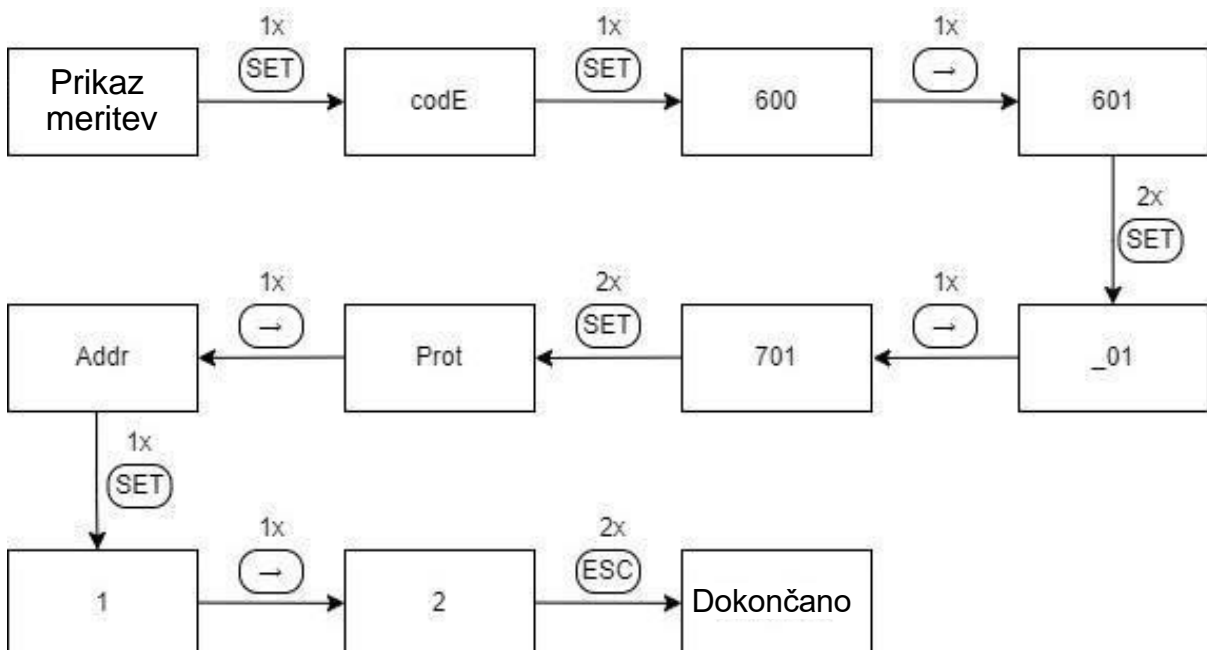 1x
SET
1x
SET
1x
→
Prikaz
meritev
codE
600
601
2x
SET
1x
→
2x
SET
1x
→
Addr
Prot
701
_01
1x
SET
1x
→
2x
ESC
1
2
Dokončano